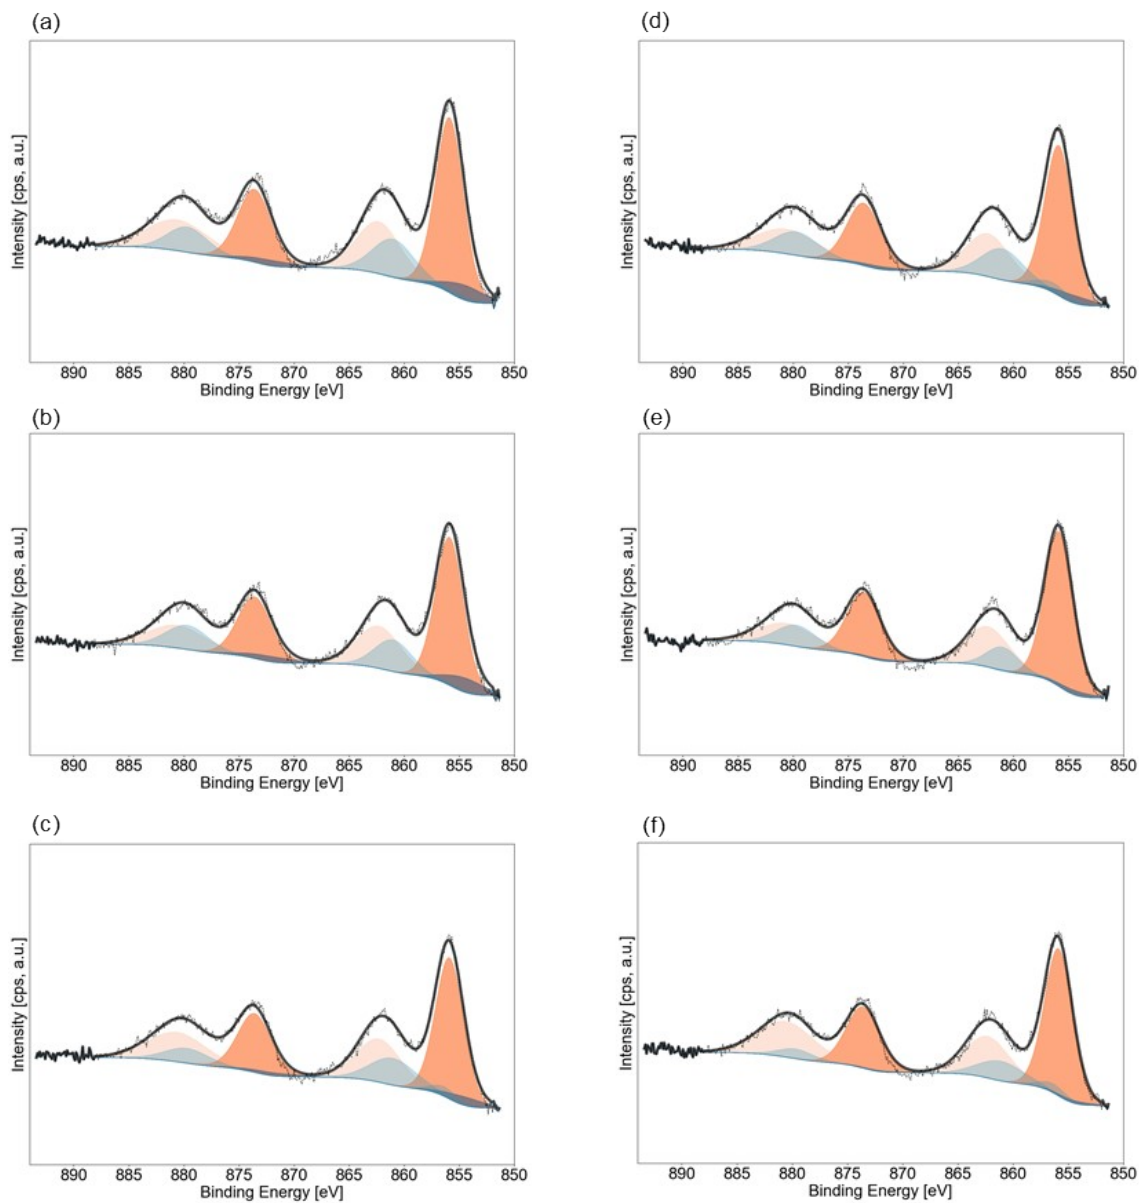 (a)
Intensity [cps, a.u.]
890 885 880 875 870 865 860 855 850
Binding Energy [eV]
(d)
Intensity [cps, a.u.]
890 885 880 875 870 865 860 855 850
Binding Energy [eV]
(b)
Intensity [cps, a.u.]
890 885 880 875 870 865 860 855 850
Binding Energy [eV]
(e)
Intensity [cps, a.u.]
890 885 880 875 870 865 860 855 850
Binding Energy [eV]
(c)
Intensity [cps, a.u.]
890 885 880 875 870 865 860 855 850
Binding Energy [eV]
(f)
Intensity [cps, a.u.]
890 885 880 875 870 865 860 855 850
Binding Energy [eV]